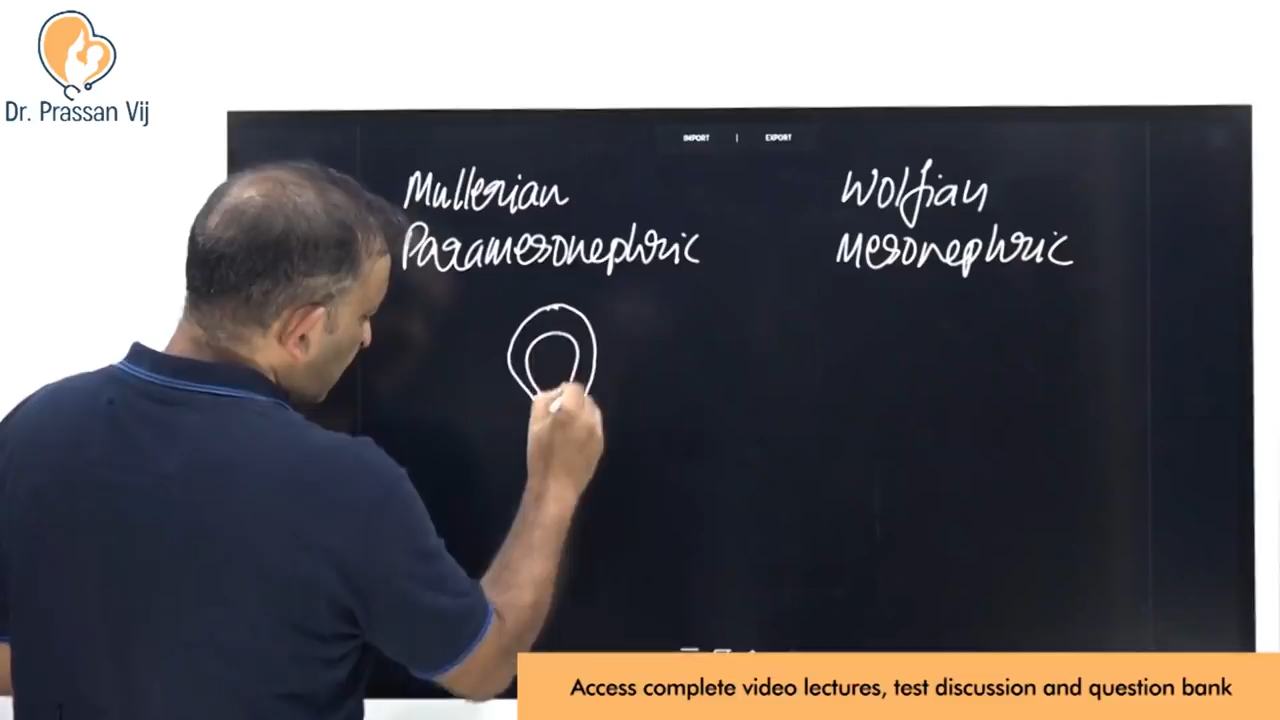 Dr. Prassan Vij
IMPORT | EXPORT
Mullerian
Wolfian
Paramesonephric
Mesonephric
Access complete video lectures, test discussion and question bank